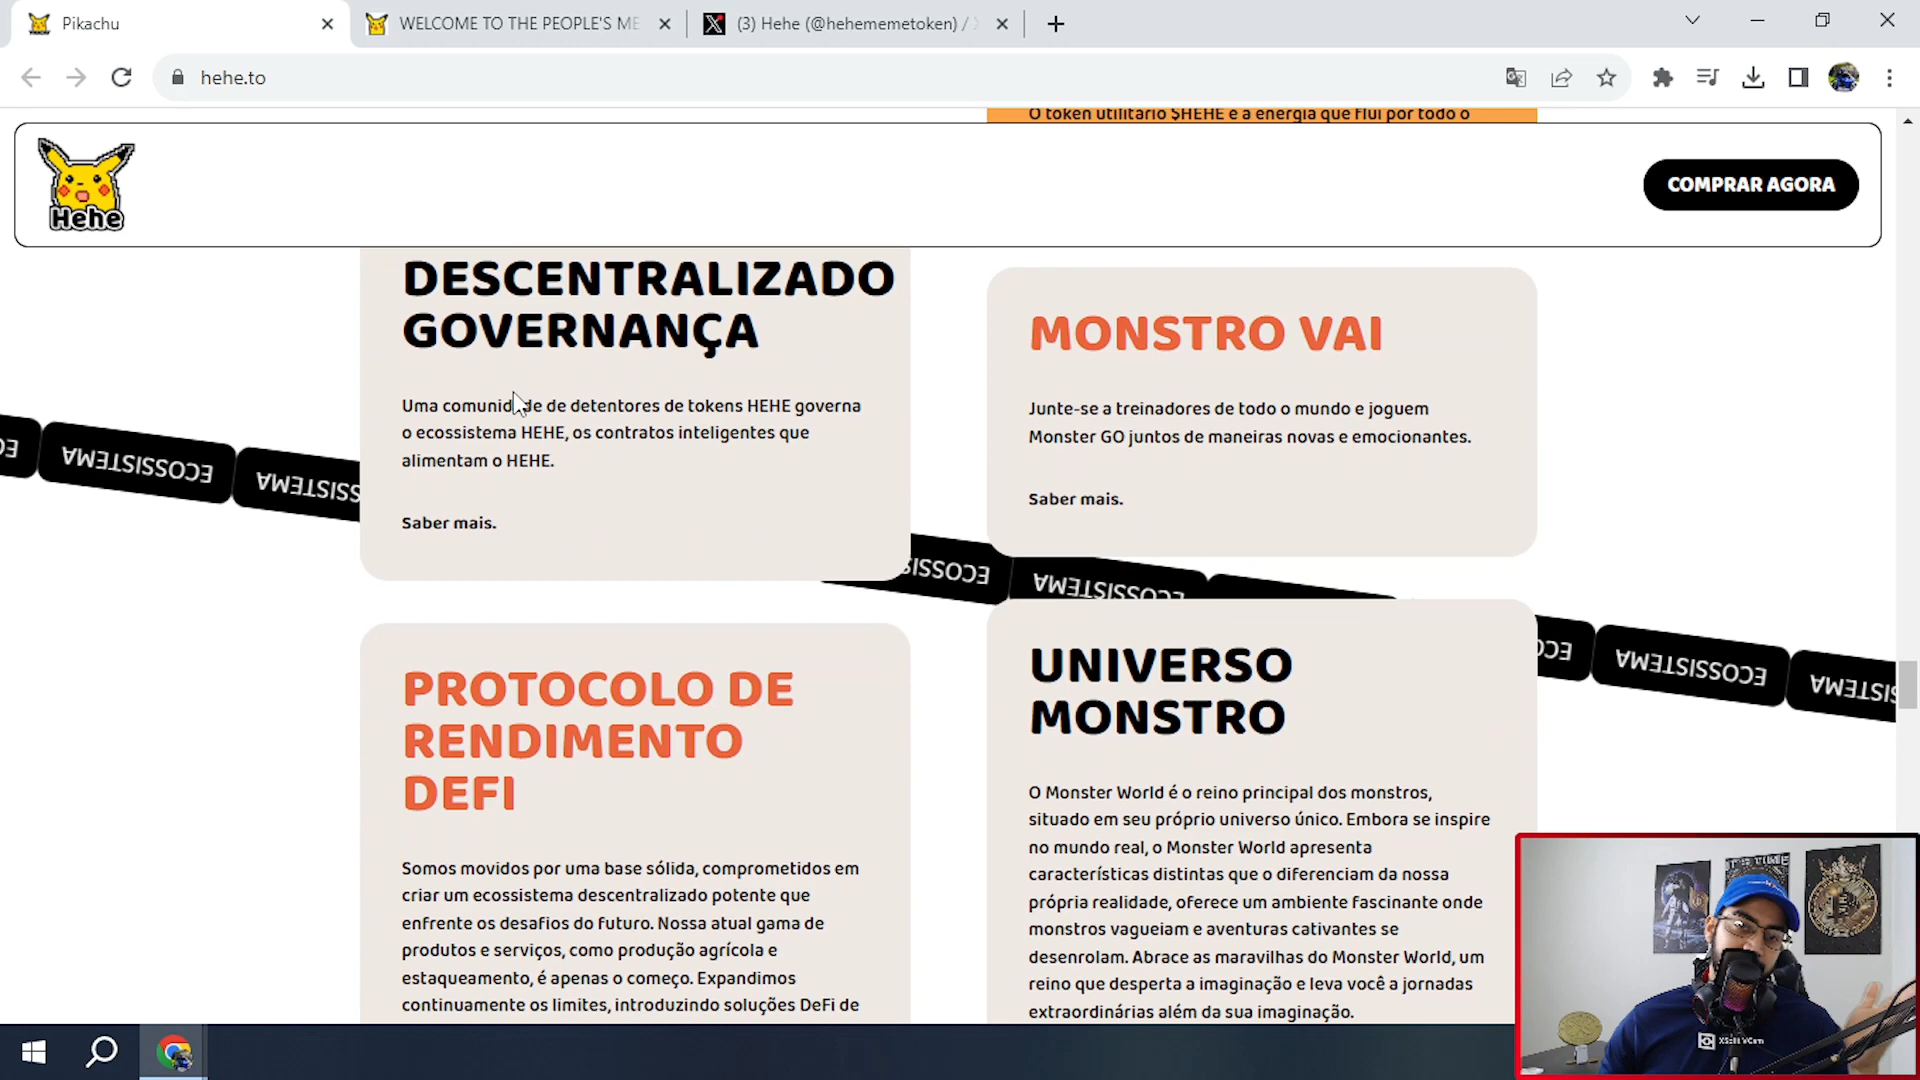 Pikachu
WELCOME TO THE PEOPLE'S ME
(3) Hehe (@hehememetoken) /
hehe.to
O token utilitário $HEHE é a energia que flui por todo o
Hehe
COMPRAR AGORA
DESCENTRALIZADO
GOVERNANÇA
Uma comunidade de detentores de tokens HEHE governa
o ecossistema HEHE, os contratos inteligentes que
alimentam o HEHE.
Saber mais.
MONSTRO VAI
Junte-se a treinadores de todo o mundo e joguem
Monster GO juntos de maneiras novas e emocionantes.
Saber mais.
ECOSSISTEMA
ECOSSISTEMA
ECOSSISTEMA
PROTOCOLO DE
RENDIMENTO
DEFI
Somos movidos por uma base sólida, comprometidos em
criar um ecossistema descentralizado potente que
enfrente os desafios do futuro. Nossa atual gama de
produtos e serviços, como produção agrícola e
estaqueamento, é apenas o começo. Expandimos
continuamente os limites, introduzindo soluções DeFi de
UNIVERSO
MONSTRO
O Monster World é o reino principal dos monstros,
situado em seu próprio universo único. Embora se inspire
no mundo real, o Monster World apresenta
características distintas que o diferenciam da nossa
própria realidade, oferece um ambiente fascinante onde
monstros vagueiam e aventuras cativantes se
desenrolam. Abrace as maravilhas do Monster World, um
reino que desperta a imaginação e leva você a jornadas
extraordinárias além da sua imaginação.
XSplit VCam